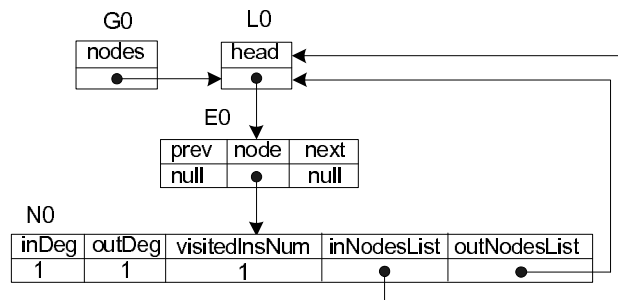 G0
L0
nodes
head
E0
prev node next
null null
N0
inDeg outDeg visitedInsNum inNodesList outNodesList
1 1 1